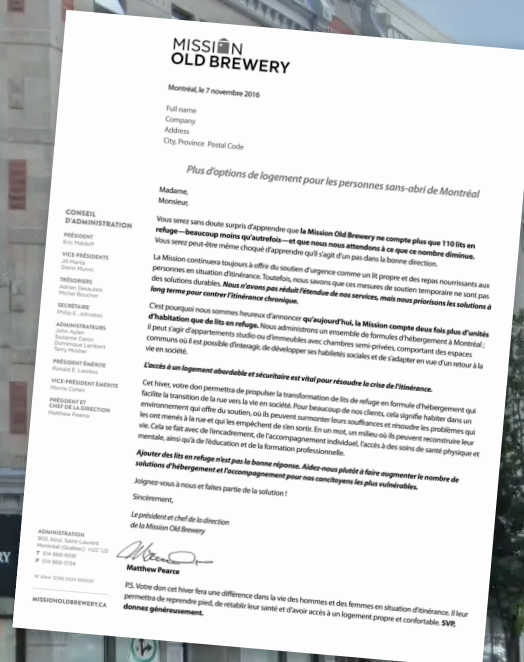 MISSION
OLD BREWERY
Montréal, le 7 novembre 2016
Full name
Company
Address
City, Province Postal Code
Plus d'options de logement pour les personnes sans-abri de Montréal
Madame,
Monsieur,
Vous serez sans doute surpris d'apprendre que la Mission Old Brewery ne compte plus que 110 lits en
refuge—beaucoup moins qu'autrefois—et que nous nous attendons à ce que ce nombre diminue.
Vous serez peut-être même choqué d'apprendre qu'il s'agit d'un pas dans la bonne direction.
La Mission continuera toujours à offrir du soutien d'urgence comme un lit propre et des repas nourrissants aux
personnes en situation d'itinérance. Toutefois, nous savons que ces mesures de soutien temporaire ne sont pas
des solutions durables. Nous n'avons pas réduit l'étendue de nos services, mais nous priorisons les solutions à
long terme pour contrer l'itinérance chronique.
C'est pourquoi nous sommes heureux d'annoncer qu'aujourd'hui, la Mission compte deux fois plus d'unités
d'habitation que de lits en refuge. Nous administrons un ensemble de formules d'hébergement à Montréal ;
il peut s'agir d'appartements studio ou d'immeubles avec chambres semi-privées, comportant des espaces
communs où il est possible d'interagir, de développer ses habiletés sociales et de s'adapter en vue d'un retour à la
vie en société.
L'accès à un logement abordable et sécuritaire est vital pour résoudre la crise de l'itinérance.
Cet hiver, votre don permettra de propulser la transformation de lits de refuge en formule d'hébergement qui
facilite la transition de la rue vers la vie en société. Pour beaucoup de nos clients, cela signifie habiter dans un
environnement qui offre du soutien, où ils peuvent surmonter leurs souffrances et résoudre les problèmes qui
les ont menés à la rue et qui les empêchent de s'en sortir. En un mot, un milieu où ils peuvent reconstruire leur
vie. Cela se fait avec de l'encadrement, de l'accompagnement individuel, l'accès à des soins de santé physique et
mentale, ainsi qu'à de l'éducation et de la formation professionnelle.
Ajouter des lits en refuge n'est pas la bonne réponse. Aidez-nous plutôt à faire augmenter le nombre de
solutions d'hébergement et l'accompagnement pour nos concitoyens les plus vulnérables.
Joignez-vous à nous et faites partie de la solution !
Sincèrement,
Le président et chef de la direction
de la Mission Old Brewery
Matthew Pearce
P.S. Votre don cet hiver fera une différence dans la vie des hommes et des femmes en situation d'itinérance. Il leur
permettra de reprendre pied, de rétablir leur santé et d'avoir accès à un logement propre et confortable. SVP,
donnez généreusement.
CONSEIL
D'ADMINISTRATION
PRÉSIDENT
Eric Maldoff
VICE-PRÉSIDENTS
Jill Martis
Glenn Munro
TRÉSORIERS
Adrien Desautels
Michel Boucher
SECRÉTAIRE
Philip E. Johnston
ADMINISTRATEURS
John Aylen
Suzanne Caron
Dominique Lambert
Terry Mosher
PRÉSIDENT ÉMÉRITE
Ronald E. Lawless
VICE-PRÉSIDENT ÉMÉRITE
Morrie Cohen
PRÉSIDENT ET
CHEF DE LA DIRECTION
Matthew Pearce
ADMINISTRATION
902, boul. Saint-Laurent
Montréal (Québec) H2Z 1J2
T 514 866-6591
F 514 866-5154
MISSIONOLDBREWERY.CA
RY